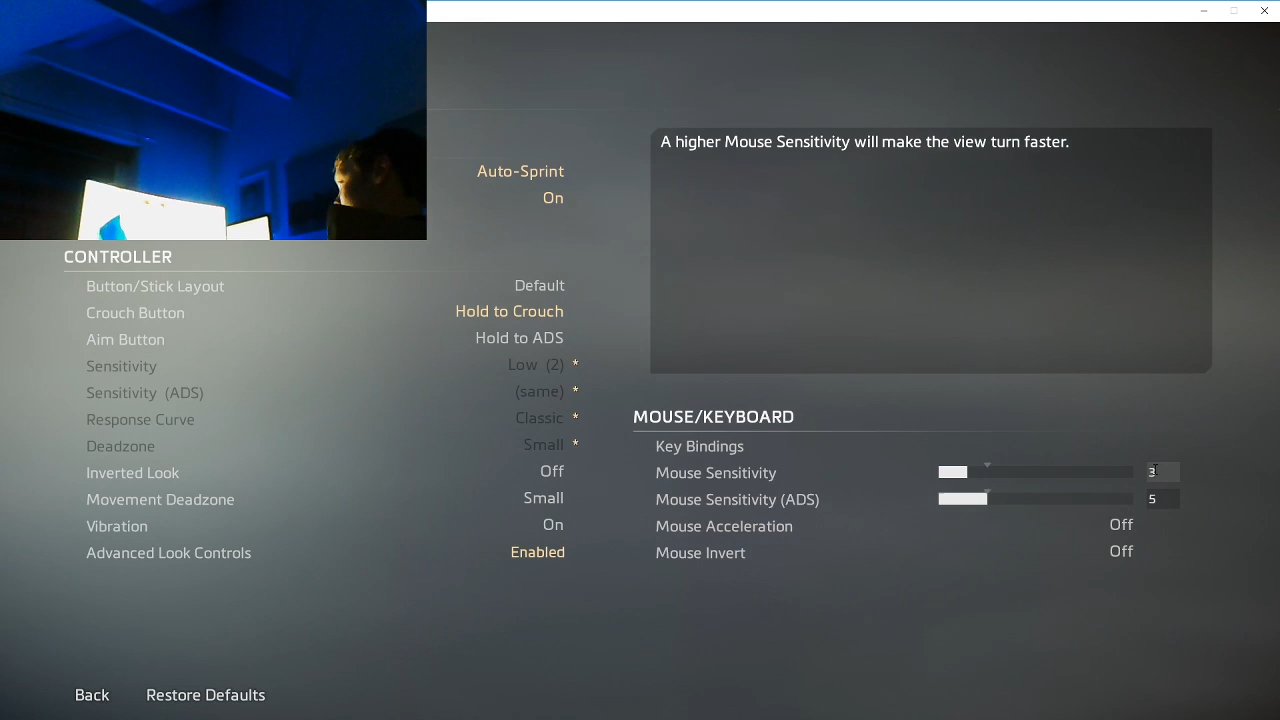 A higher Mouse Sensitivity will make the view turn faster.
Auto-Sprint
On
CONTROLLER
Button/Stick Layout Default
Crouch Button Hold to Crouch
Aim Button Hold to ADS
Sensitivity Low (2) *
Sensitivity (ADS) (same) *
Response Curve Classic *
Deadzone Small *
Inverted Look Off
Movement Deadzone Small
Vibration On
Advanced Look Controls Enabled
MOUSE/KEYBOARD
Key Bindings
Mouse Sensitivity 3
Mouse Sensitivity (ADS) 5
Mouse Acceleration Off
Mouse Invert Off
Back Restore Defaults